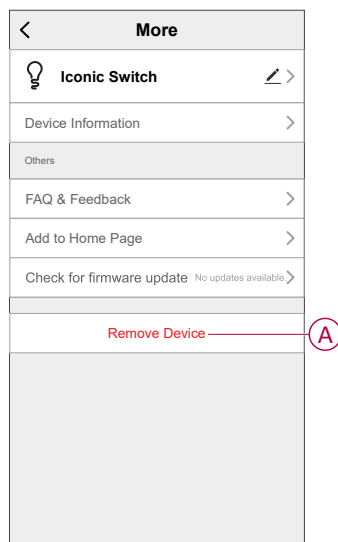 More
Iconic Switch
Device Information
Others
FAQ & Feedback
Add to Home Page
Check for firmware update No updates available.
Remove Device
A